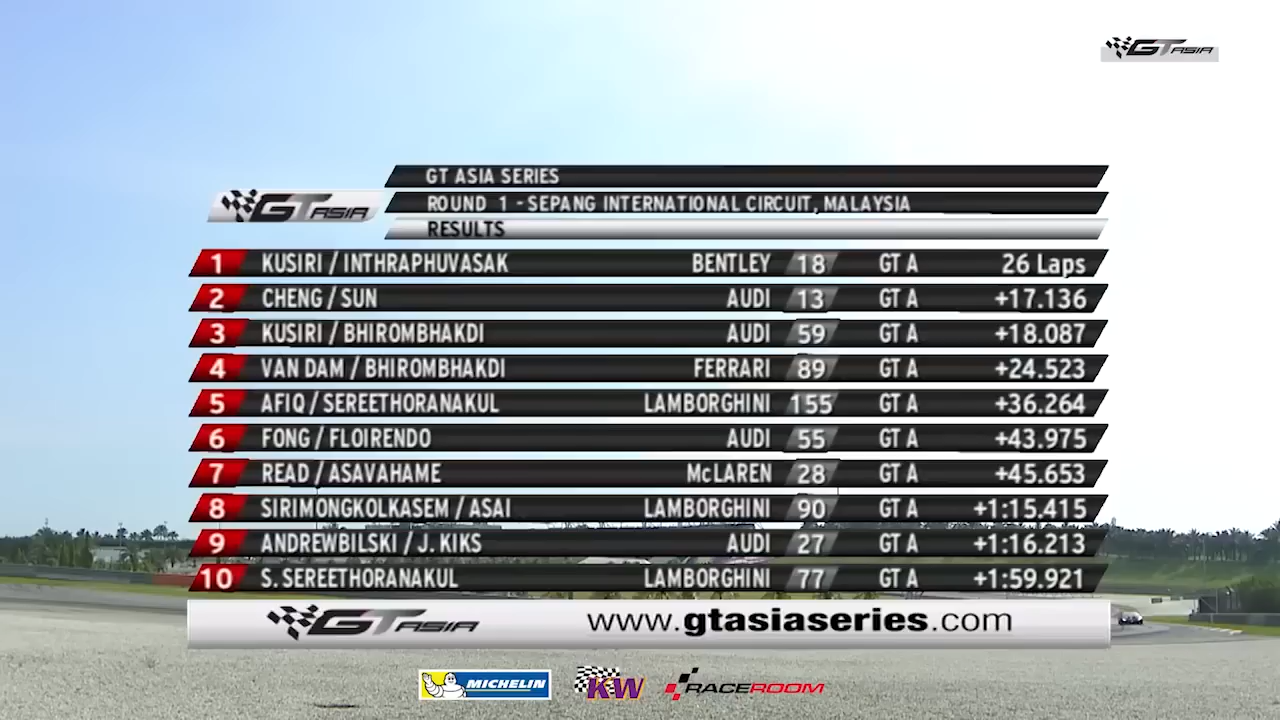 GT ASIA
GT ASIA SERIES
GT ASIA
ROUND 1 - SEPANG INTERNATIONAL CIRCUIT, MALAYSIA
RESULTS
1 KUSIRI / INTHRAPHUVASAK BENTLEY 18 GT A 26 Laps
2 CHENG / SUN AUDI 13 GT A +17.136
3 KUSIRI / BHIROMBHAKDI AUDI 59 GT A +18.087
4 VAN DAM / BHIROMBHAKDI FERRARI 89 GT A +24.523
5 AFIQ / SEREETHORANAKUL LAMBORGHINI 155 GT A +36.264
6 FONG / FLOIRENDO AUDI 55 GT A +43.975
7 READ / ASAVAHAME McLAREN 28 GT A +45.653
8 SIRIMONGKOLKASEM / ASAI LAMBORGHINI 90 GT A +1:15.415
9 ANDREWBILSKI / J. KIKS AUDI 27 GT A +1:16.213
10 S. SEREETHORANAKUL LAMBORGHINI 77 GT A +1:59.921
GT ASIA www.gtasiaseries.com
MICHELIN KW RACEROOM